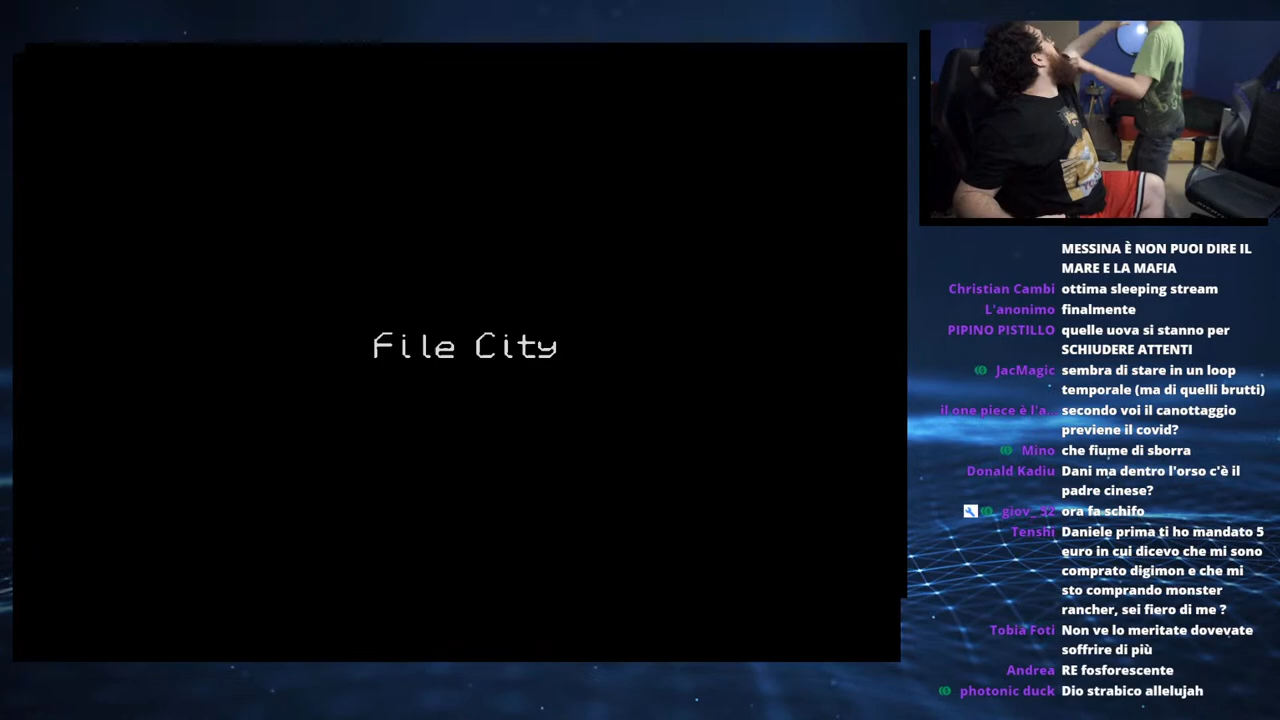 File City
MESSINA È NON PUOI DIRE IL
MARE E LA MAFIA
Christian Cambi ottima sleeping stream
L'anonimo finalmente
PIPINO PISTILLO quelle uova si stanno per
SCHIUDERE ATTENTI
JacMagic sembra di stare in un loop
temporale (ma di quelli brutti)
il one piece è l'a... secondo voi il canottaggio
previene il covid?
Mino che fiume di sborra
Donald Kadiu Dani ma dentro l'orso c'è il
padre cinese?
giov_52 ora fa schifo
Tenshi Daniele prima ti ho mandato 5
euro in cui dicevo che mi sono
comprato digimon e che mi
sto comprando monster
rancher, sei fiero di me ?
Tobia Foti Non ve lo meritate dovevate
soffrire di più
Andrea RE fosforescente
photonic duck Dio strabico allelujah